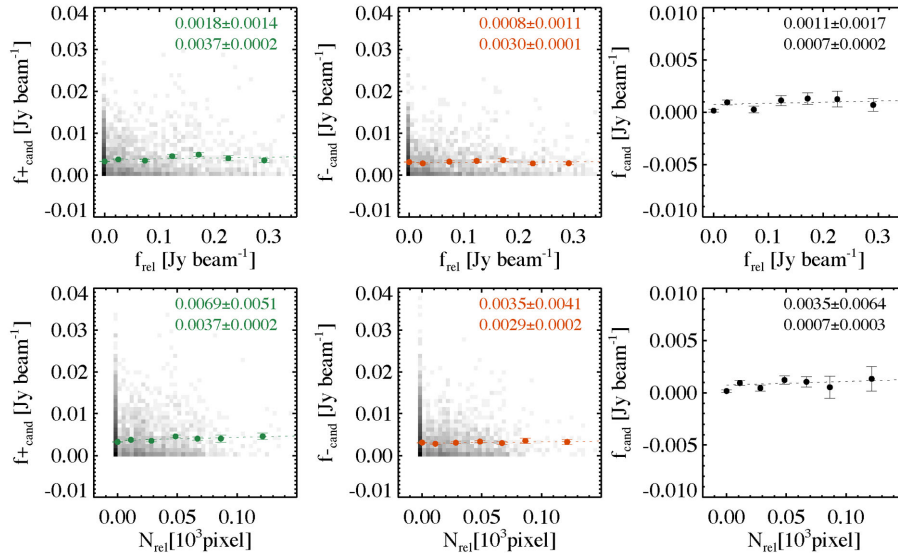 0.04
0.03
0.02
0.01
0.00
-0.01
f+cand [Jy beam-1]
0.0018±0.0014
0.0037±0.0002
0.0 0.1 0.2 0.3
frel [Jy beam-1]
0.04
0.03
0.02
0.01
0.00
-0.01
f-cand [Jy beam-1]
0.0008±0.0011
0.0030±0.0001
0.0 0.1 0.2 0.3
frel [Jy beam-1]
0.010
0.005
0.000
-0.005
-0.010
fcand [Jy beam-1]
0.0011±0.0017
0.0007±0.0002
0.0 0.1 0.2 0.3
frel [Jy beam-1]
0.04
0.03
0.02
0.01
0.00
-0.01
f+cand [Jy beam-1]
0.0069±0.0051
0.0037±0.0002
0.00 0.05 0.10
Nrel[103pixel]
0.04
0.03
0.02
0.01
0.00
-0.01
f-cand [Jy beam-1]
0.0035±0.0041
0.0029±0.0002
0.00 0.05 0.10
Nrel[103pixel]
0.010
0.005
0.000
-0.005
-0.010
fcand [Jy beam-1]
0.0035±0.0064
0.0007±0.0003
0.00 0.05 0.10
Nrel[103pixel]